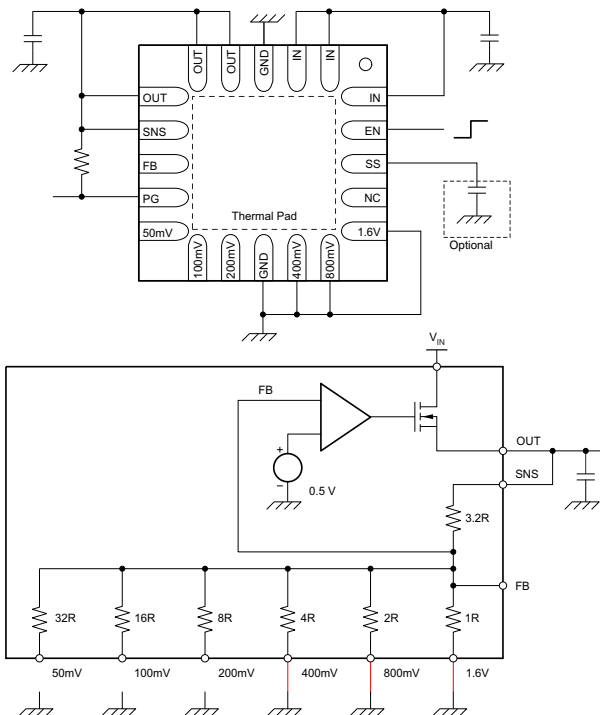 OUT
OUT
GND
IN
IN
OUT
IN
SNS
EN
FB
SS
PG
NC
Thermal Pad
50mV
1.6V
Optional
100mV
200mV
GND
400mV
800mV
VIN
FB
OUT
+
SNS
−
0.5 V
3.2R
FB
32R
16R
8R
4R
2R
1R
50mV
100mV
200mV
400mV
800mV
1.6V